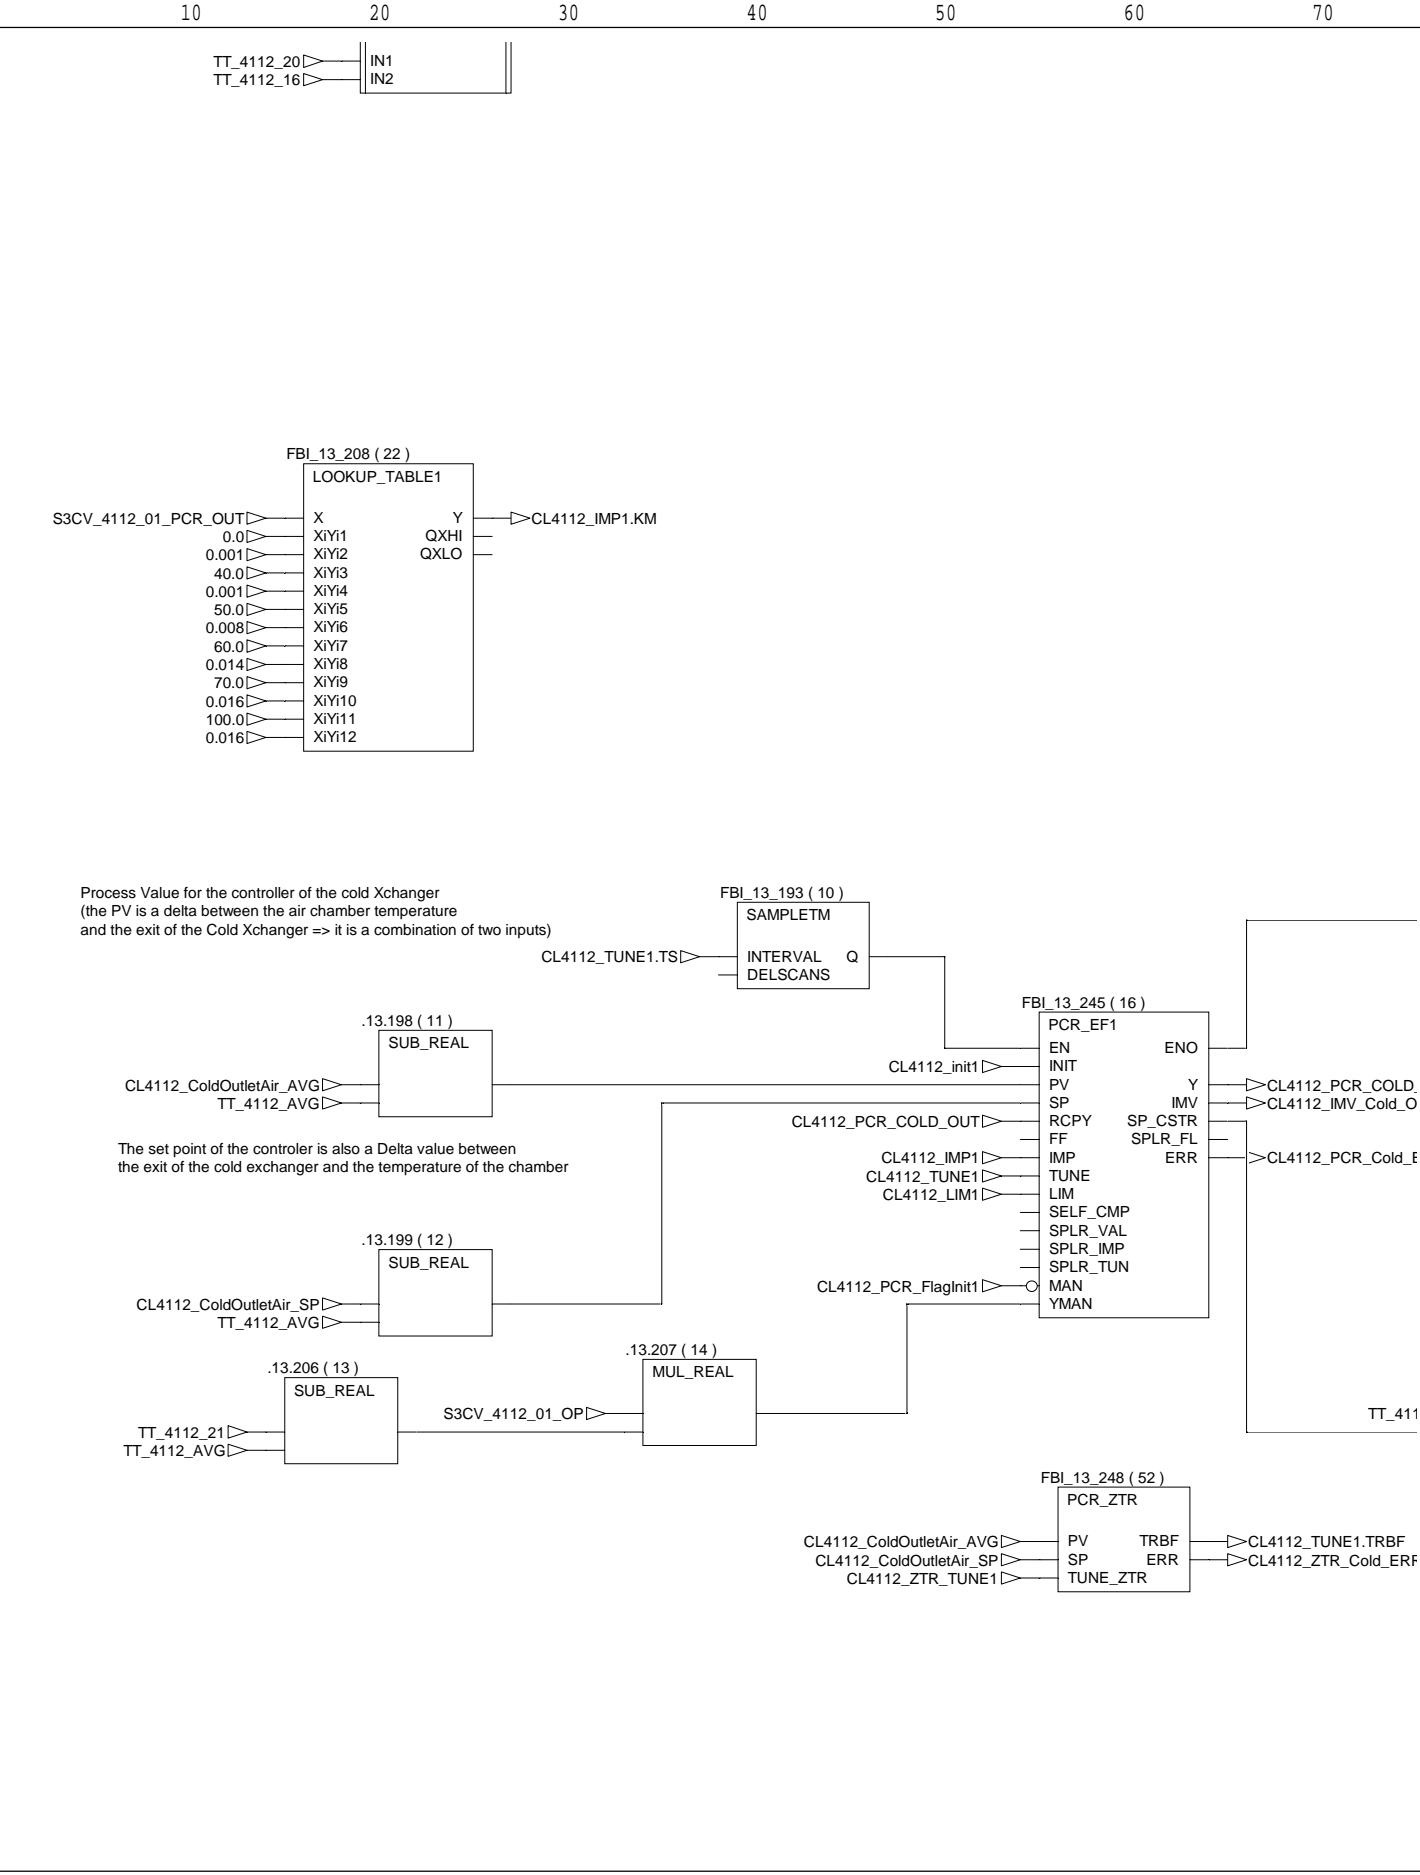 10 20 30 40 50 60 70
TT_4112_20 IN1
TT_4112_16 IN2
FBI_13_208 ( 22 )
LOOKUP_TABLE1
S3CV_4112_01_PCR_OUT X Y CL4112_IMP1.KM
0.0 XiYi1 QXHI
0.001 XiYi2 QXLO
40.0 XiYi3
0.001 XiYi4
50.0 XiYi5
0.008 XiYi6
60.0 XiYi7
0.014 XiYi8
70.0 XiYi9
0.016 XiYi10
100.0 XiYi11
0.016 XiYi12
Process Value for the controller of the cold Xchanger
(the PV is a delta between the air chamber temperature
and the exit of the Cold Xchanger => it is a combination of two inputs)
FBI_13_193 ( 10 )
SAMPLETM
CL4112_TUNE1.TS INTERVAL Q
DELSCANS
.13.198 ( 11 )
SUB_REAL
CL4112_ColdOutletAir_AVG
TT_4112_AVG
The set point of the controler is also a Delta value between
the exit of the cold exchanger and the temperature of the chamber
.13.199 ( 12 )
SUB_REAL
CL4112_ColdOutletAir_SP
TT_4112_AVG
.13.206 ( 13 )
SUB_REAL
TT_4112_21
TT_4112_AVG
.13.207 ( 14 )
MUL_REAL
S3CV_4112_01_OP
FBI_13_245 ( 16 )
PCR_EF1
EN ENO
CL4112_init1 INIT
PV Y CL4112_PCR_COLD_
SP IMV CL4112_IMV_Cold_O
CL4112_PCR_COLD_OUT RCPY SP_CSTR
FF SPLR_FL
CL4112_IMP1 IMP ERR CL4112_PCR_Cold_E
CL4112_TUNE1 TUNE
CL4112_LIM1 LIM
SELF_CMP
SPLR_VAL
SPLR_IMP
SPLR_TUN
CL4112_PCR_FlagInit1 MAN
YMAN
TT_411
FBI_13_248 ( 52 )
PCR_ZTR
CL4112_ColdOutletAir_AVG PV TRBF CL4112_TUNE1.TRBF
CL4112_ColdOutletAir_SP SP ERR CL4112_ZTR_Cold_ERR
CL4112_ZTR_TUNE1 TUNE_ZTR